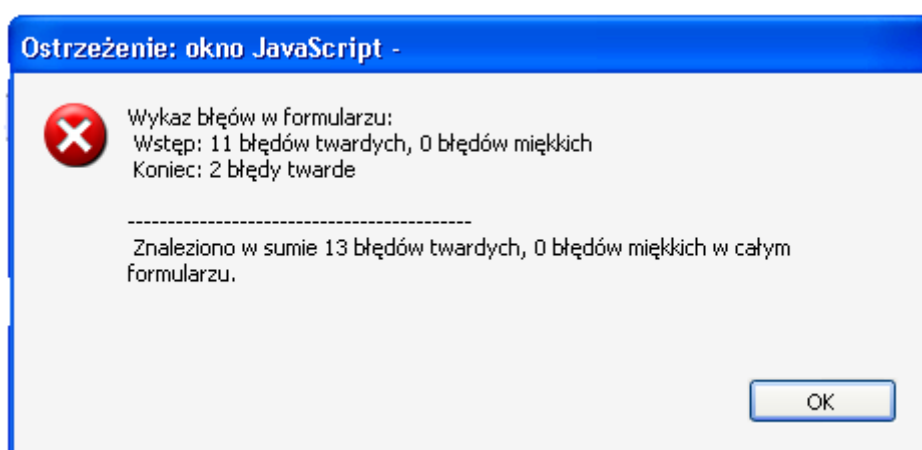 Ostrzeżenie: okno JavaScript -
Wykaz błęów w formularzu:
Wstęp: 11 błędów twardych, 0 błędów miękkich
Koniec: 2 błędy twarde
-------------------------------------------
Znaleziono w sumie 13 błędów twardych, 0 błędów miękkich w całym
formularzu.
OK